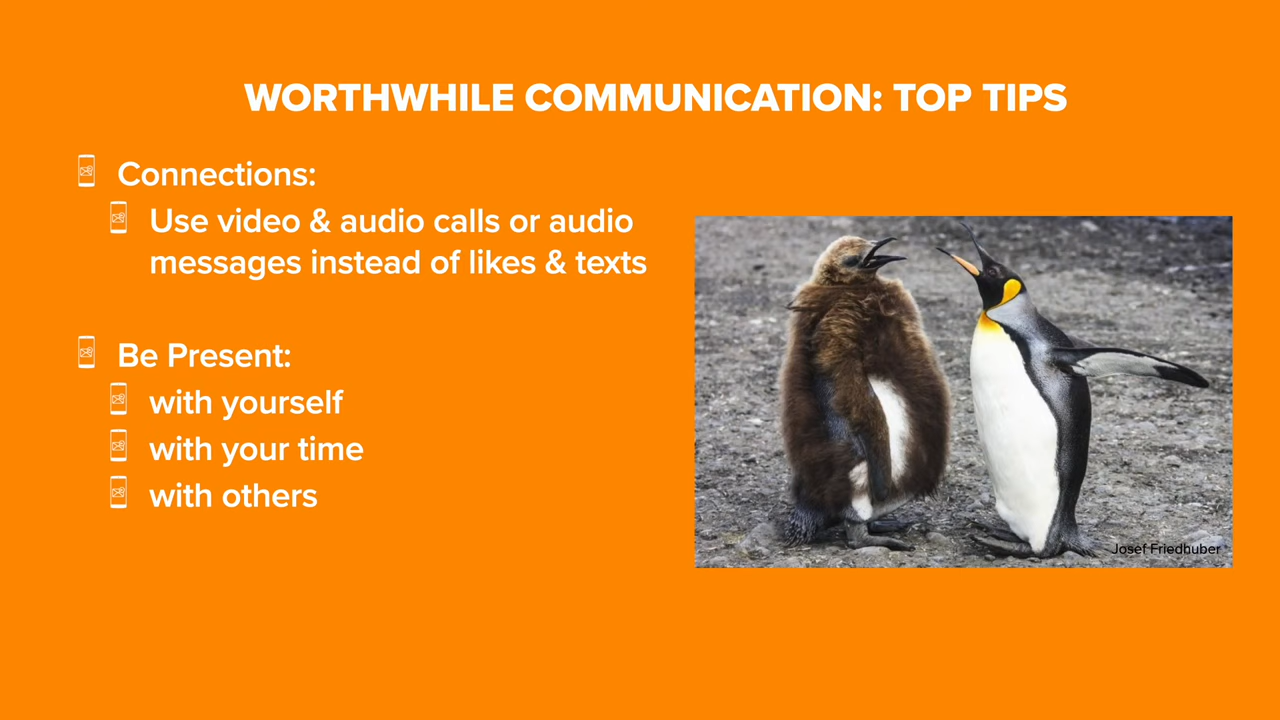 WORTHWHILE COMMUNICATION: TOP TIPS
Connections:
Use video & audio calls or audio
messages instead of likes & texts
Be Present:
with yourself
with your time
with others
Josef Friedhuber